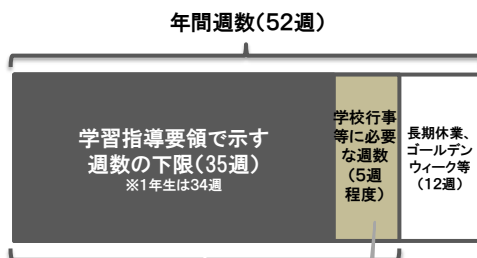 年間週数(52週)
学習指導要領で示す
週数の下限(35週)
※1年生は34週
学校行事
等に必要
な週数
(5週
程度)
長期休業、
ゴールデン
ウィーク等
(12週)